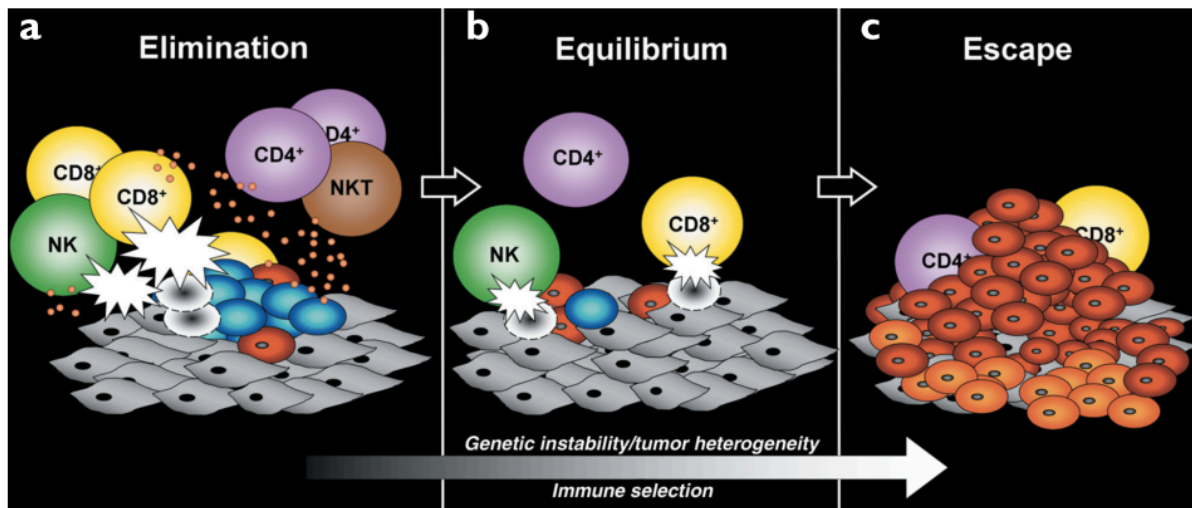 a
Elimination
b
Equilibrium
c
Escape
CD8⁺
CD8⁺
NK
CD4⁺
D4⁺
NKT
CD4⁺
NK
CD8⁺
CD4⁺
CD8⁺
Genetic instability/tumor heterogeneity
Immune selection